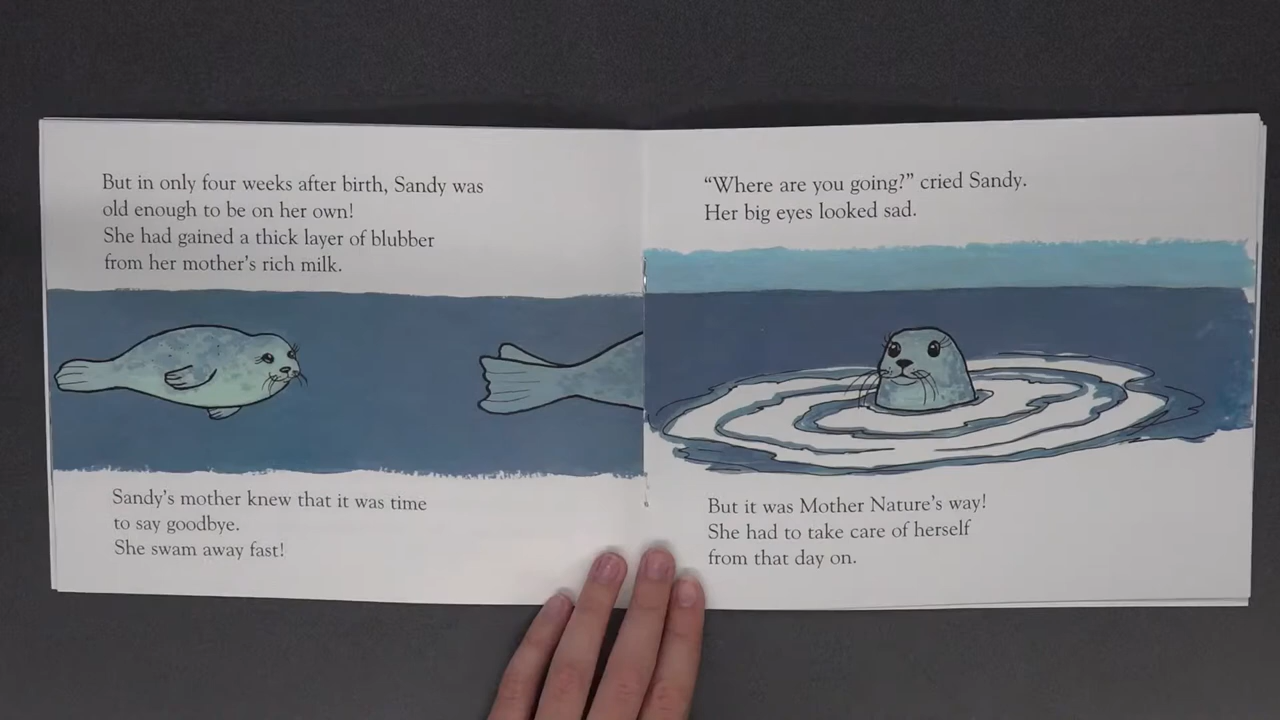 But in only four weeks after birth, Sandy was
old enough to be on her own!
She had gained a thick layer of blubber
from her mother's rich milk.
Sandy's mother knew that it was time
to say goodbye.
She swam away fast!
“Where are you going?” cried Sandy.
Her big eyes looked sad.
But it was Mother Nature's way!
She had to take care of herself
from that day on.